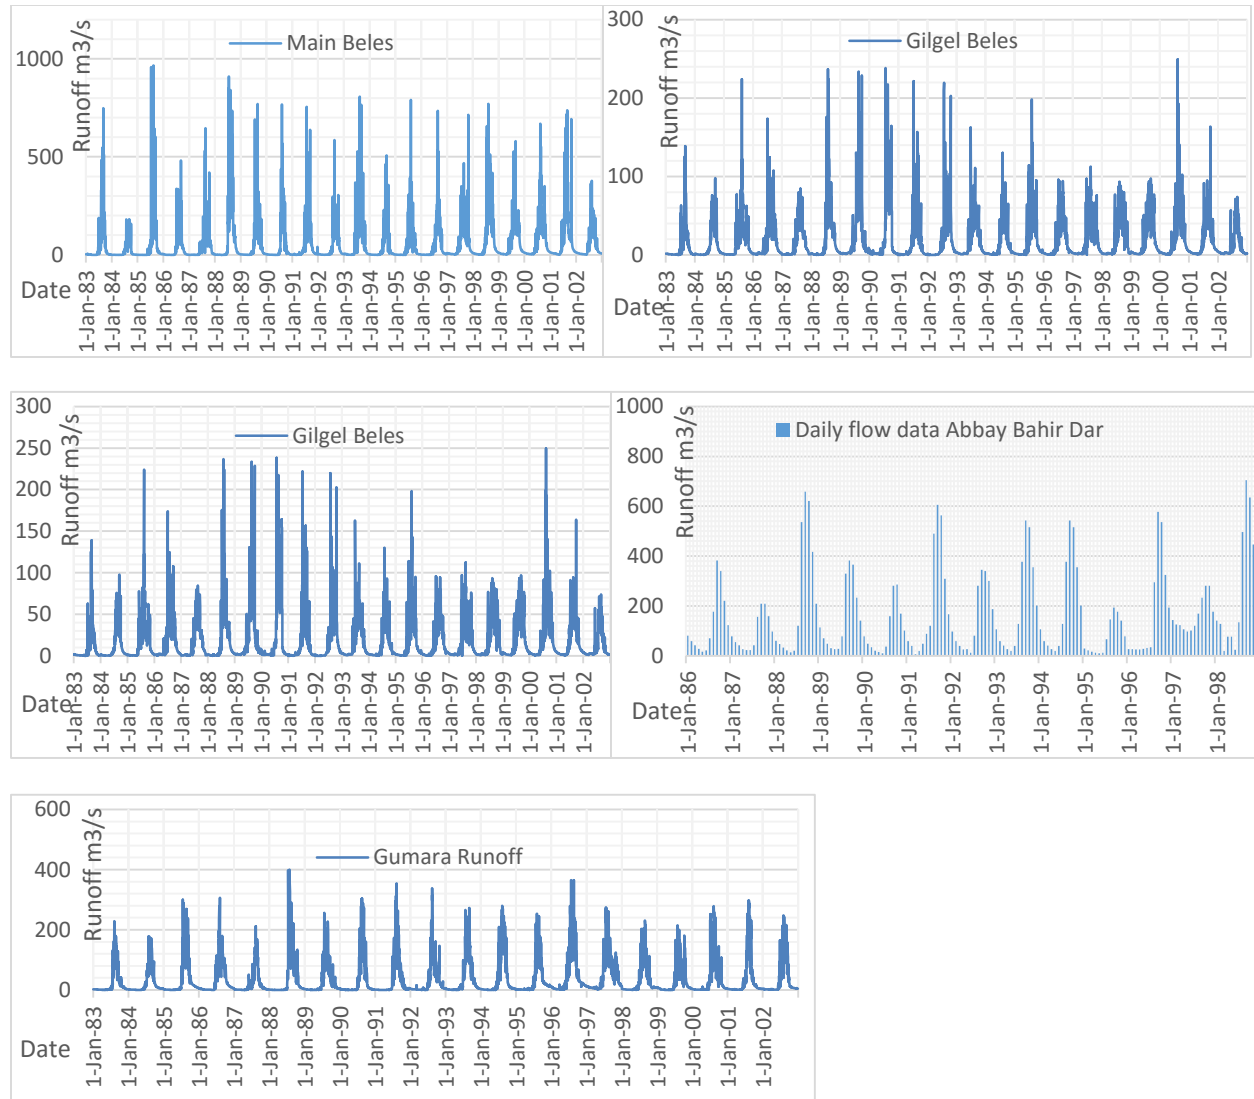 Main Beles
Runoff m3/s
1000
500
0
Date
1-Jan-83
1-Jan-84
1-Jan-85
1-Jan-86
1-Jan-87
1-Jan-88
1-Jan-89
1-Jan-90
1-Jan-91
1-Jan-92
1-Jan-93
1-Jan-94
1-Jan-95
1-Jan-96
1-Jan-97
1-Jan-98
1-Jan-99
1-Jan-00
1-Jan-01
1-Jan-02
Gilgel Beles
Runoff m3/s
300
200
100
0
Date
1-Jan-83
1-Jan-84
1-Jan-85
1-Jan-86
1-Jan-87
1-Jan-88
1-Jan-89
1-Jan-90
1-Jan-91
1-Jan-92
1-Jan-93
1-Jan-94
1-Jan-95
1-Jan-96
1-Jan-97
1-Jan-98
1-Jan-99
1-Jan-00
1-Jan-01
1-Jan-02
Gilgel Beles
Runoff m3/s
300
250
200
150
100
50
0
Date
1-Jan-83
1-Jan-84
1-Jan-85
1-Jan-86
1-Jan-87
1-Jan-88
1-Jan-89
1-Jan-90
1-Jan-91
1-Jan-92
1-Jan-93
1-Jan-94
1-Jan-95
1-Jan-96
1-Jan-97
1-Jan-98
1-Jan-99
1-Jan-00
1-Jan-01
1-Jan-02
Daily flow data Abbay Bahir Dar
Runoff m3/s
1000
800
600
400
200
0
Date
1-Jan-86
1-Jan-87
1-Jan-88
1-Jan-89
1-Jan-90
1-Jan-91
1-Jan-92
1-Jan-93
1-Jan-94
1-Jan-95
1-Jan-96
1-Jan-97
1-Jan-98
Gumara Runoff
Runoff m3/s
600
400
200
0
Date
1-Jan-83
1-Jan-84
1-Jan-85
1-Jan-86
1-Jan-87
1-Jan-88
1-Jan-89
1-Jan-90
1-Jan-91
1-Jan-92
1-Jan-93
1-Jan-94
1-Jan-95
1-Jan-96
1-Jan-97
1-Jan-98
1-Jan-99
1-Jan-00
1-Jan-01
1-Jan-02